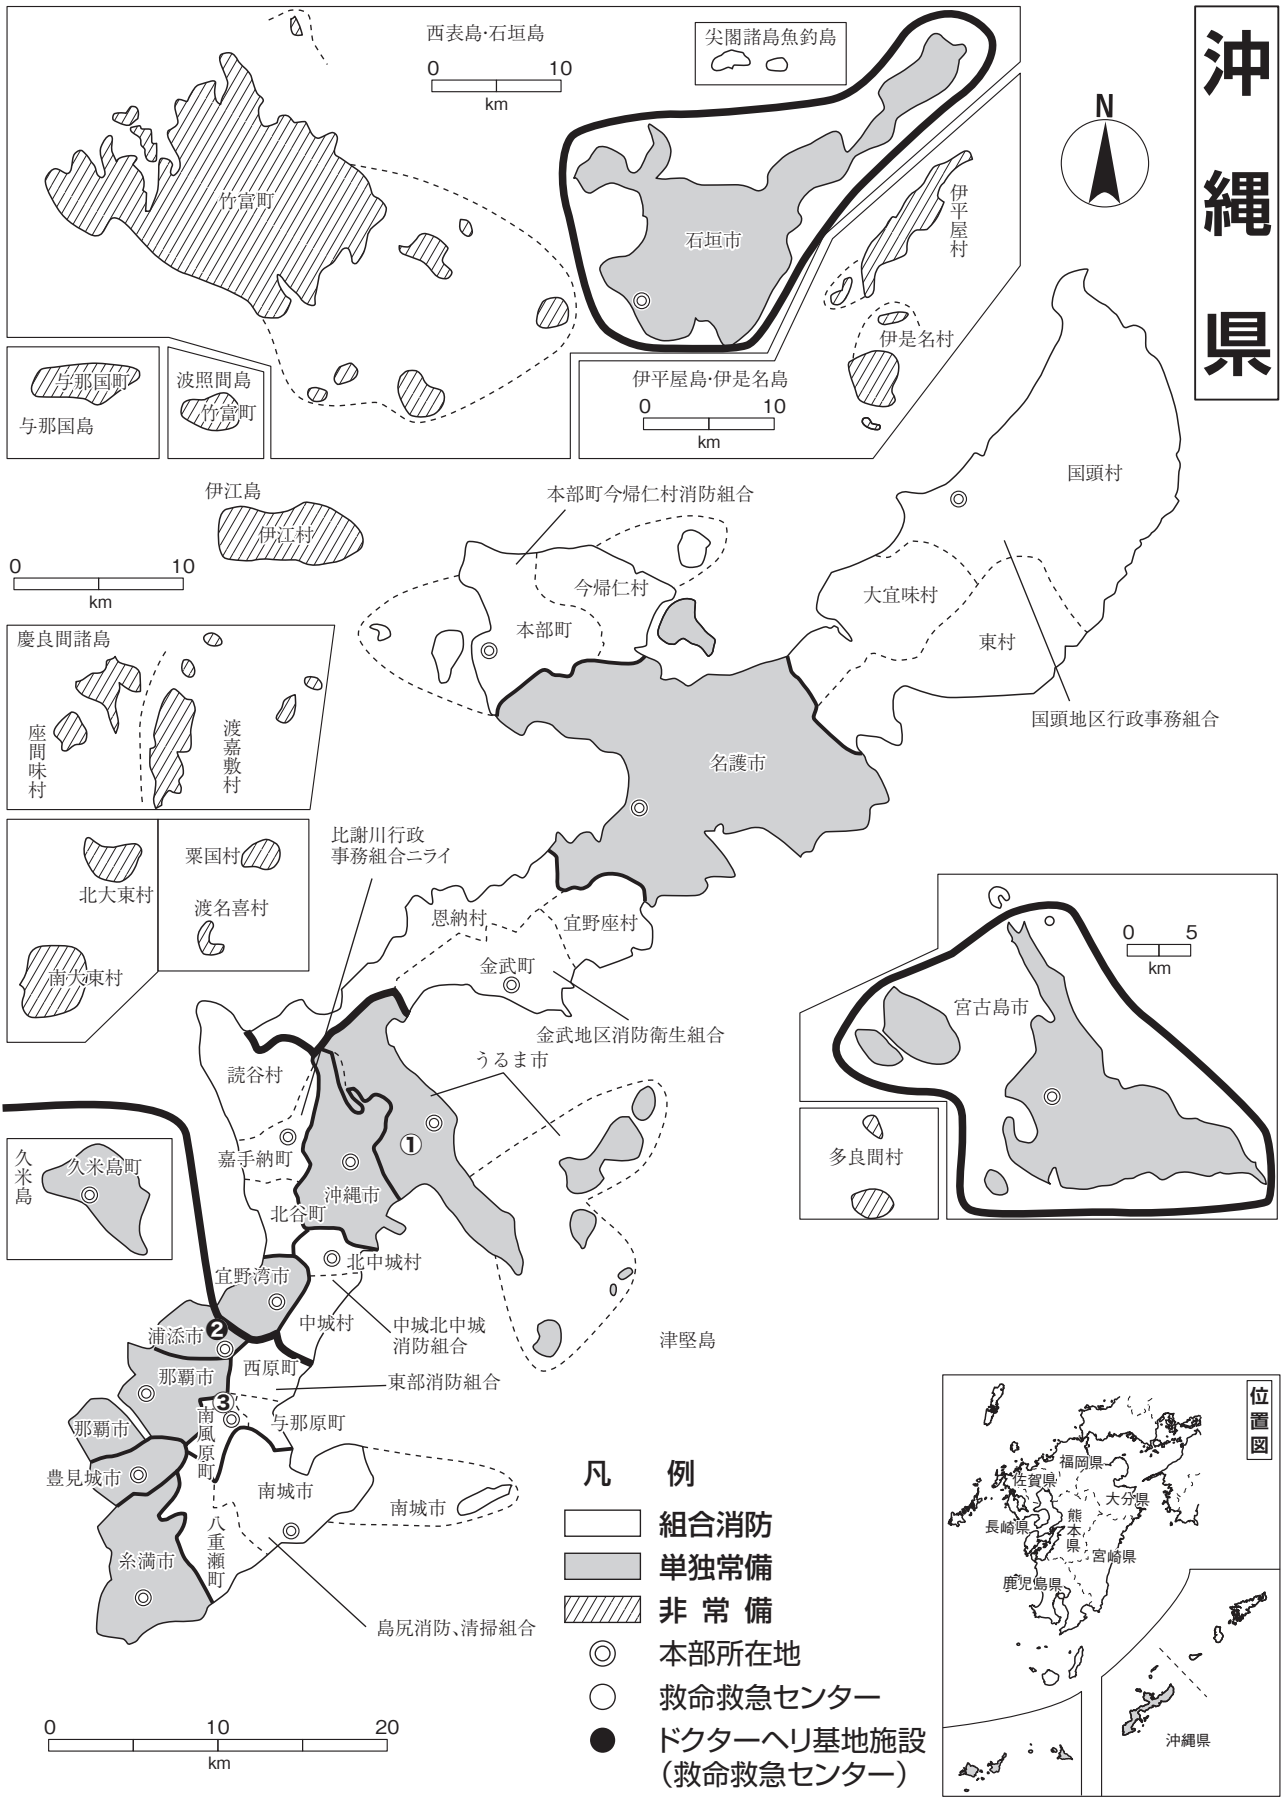 沖縄県
西表島・石垣島
0 10
km
尖閣諸島魚釣島
N
竹富町
石垣市
伊平屋村
伊是名村
伊平屋島・伊是名島
0 10
km
与那国町
与那国島
波照間島
竹富町
伊江島
伊江村
0 10
km
本部町今帰仁村消防組合
今帰仁村
本部町
国頭村
大宜味村
東村
国頭地区行政事務組合
慶良間諸島
座間味村
渡嘉敷村
名護市
北大東村
南大東村
粟国村
渡名喜村
比謝川行政
事務組合ニライ
恩納村
宜野座村
金武町
金武地区消防衛生組合
うるま市
読谷村
嘉手納町
①
沖縄市
北谷町
久米島
久米島町
宮古島市
0 5
km
多良間村
宜野湾市
北中城村
中城村
中城北中城
消防組合
津堅島
浦添市
❷
西原町
東部消防組合
那覇市
③
南風原町
与那原町
那覇市
豊見城市
南城市
南城市
八重瀬町
糸満市
島尻消防、清掃組合
0 10 20
km
凡 例
組合消防
単独常備
非常備
本部所在地
救命救急センター
ドクターヘリ基地施設
（救命救急センター）
位置図
福岡県
佐賀県
大分県
長崎県
熊本県
宮崎県
鹿児島県
沖縄県